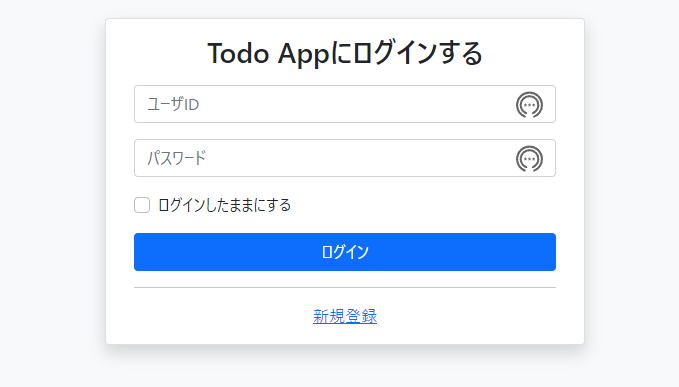 Todo Appにログインする
ユーザID
パスワード
ログインしたままにする
ログイン
新規登録